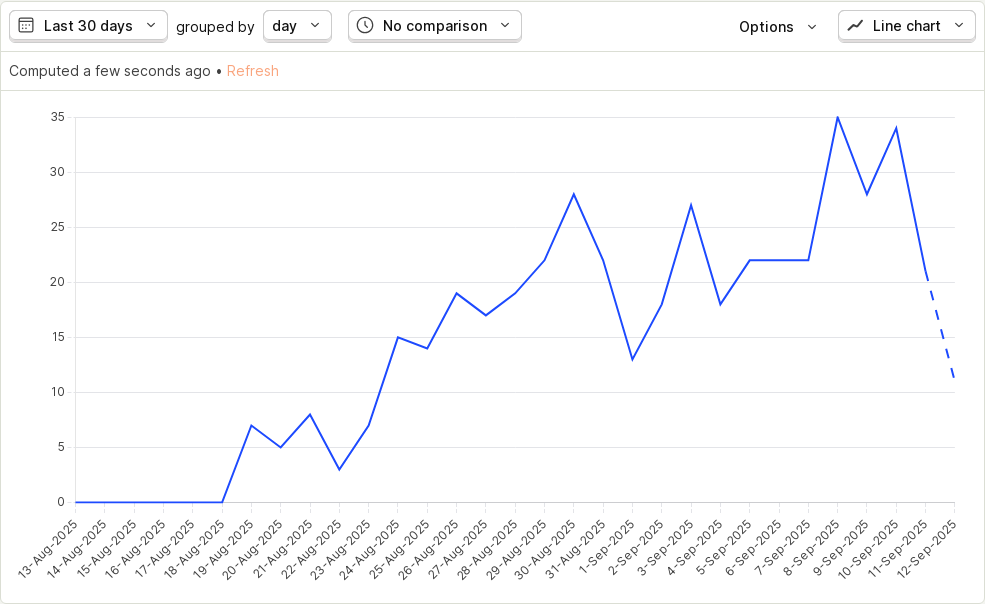 Last 30 days grouped by day No comparison Options Line chart
Computed a few seconds ago • Refresh
35
30
25
20
15
10
5
0
13-Aug-2025
14-Aug-2025
15-Aug-2025
16-Aug-2025
17-Aug-2025
18-Aug-2025
19-Aug-2025
20-Aug-2025
21-Aug-2025
22-Aug-2025
23-Aug-2025
24-Aug-2025
25-Aug-2025
26-Aug-2025
27-Aug-2025
28-Aug-2025
29-Aug-2025
30-Aug-2025
31-Aug-2025
1-Sep-2025
2-Sep-2025
3-Sep-2025
4-Sep-2025
5-Sep-2025
6-Sep-2025
7-Sep-2025
8-Sep-2025
9-Sep-2025
10-Sep-2025
11-Sep-2025
12-Sep-2025